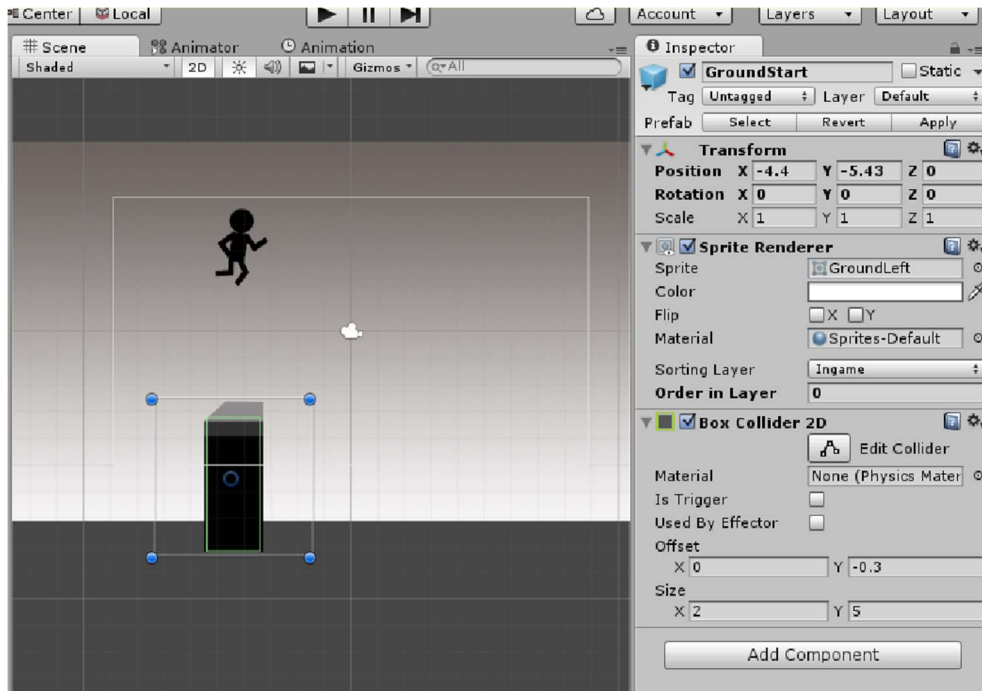 Center Local Account Layers Layout
Scene Animator Animation
Shaded 2D Gizmos All
Inspector
GroundStart Static
Tag Untagged Layer Default
Prefab Select Revert Apply
Transform
Position X -4.4 Y -5.43 Z 0
Rotation X 0 Y 0 Z 0
Scale X 1 Y 1 Z 1
Sprite Renderer
Sprite GroundLeft
Color
Flip X Y
Material Sprites-Default
Sorting Layer Ingame
Order in Layer 0
Box Collider 2D
Edit Collider
Material None (Physics Mater
Is Trigger
Used By Effector
Offset
X 0 Y -0.3
Size
X 2 Y 5
Add Component